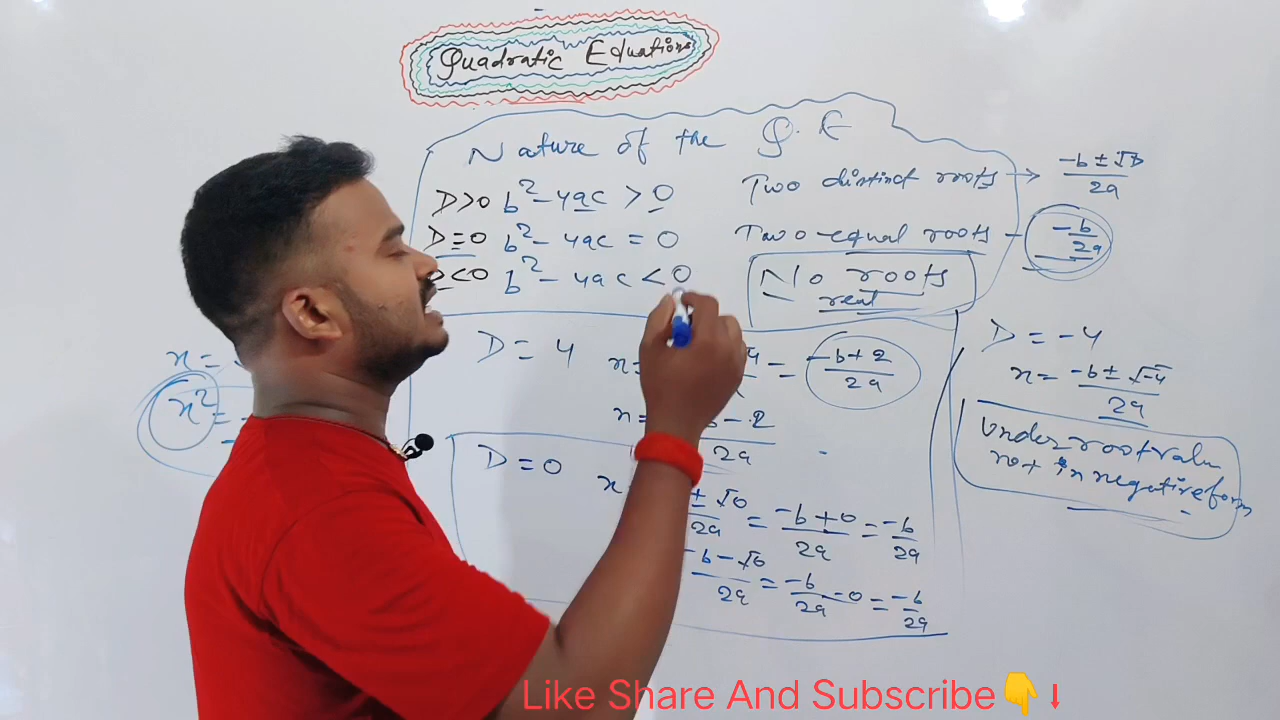 Quadratic Equations
Nature of the Q.E
D>0 b²-4ac > 0 Two distinct roots → -b ± √D / 2a
D=0 b²-4ac = 0 Two equal roots - -b/2a
D<0 b²-4ac < 0 No roots
real
D = 4 x= = -b+2 / 2a
x= -2 / 2a
D = 0 x
± √0 / 2a = -b+0 / 2a = -b/2a
-b-√0 / 2a = -b/2a -0 = -b/2a
D = -4
x = -b ± √-4 / 2a
Under root value
not in negative form
x =
x² =
Like Share And Subscribe👇⬇